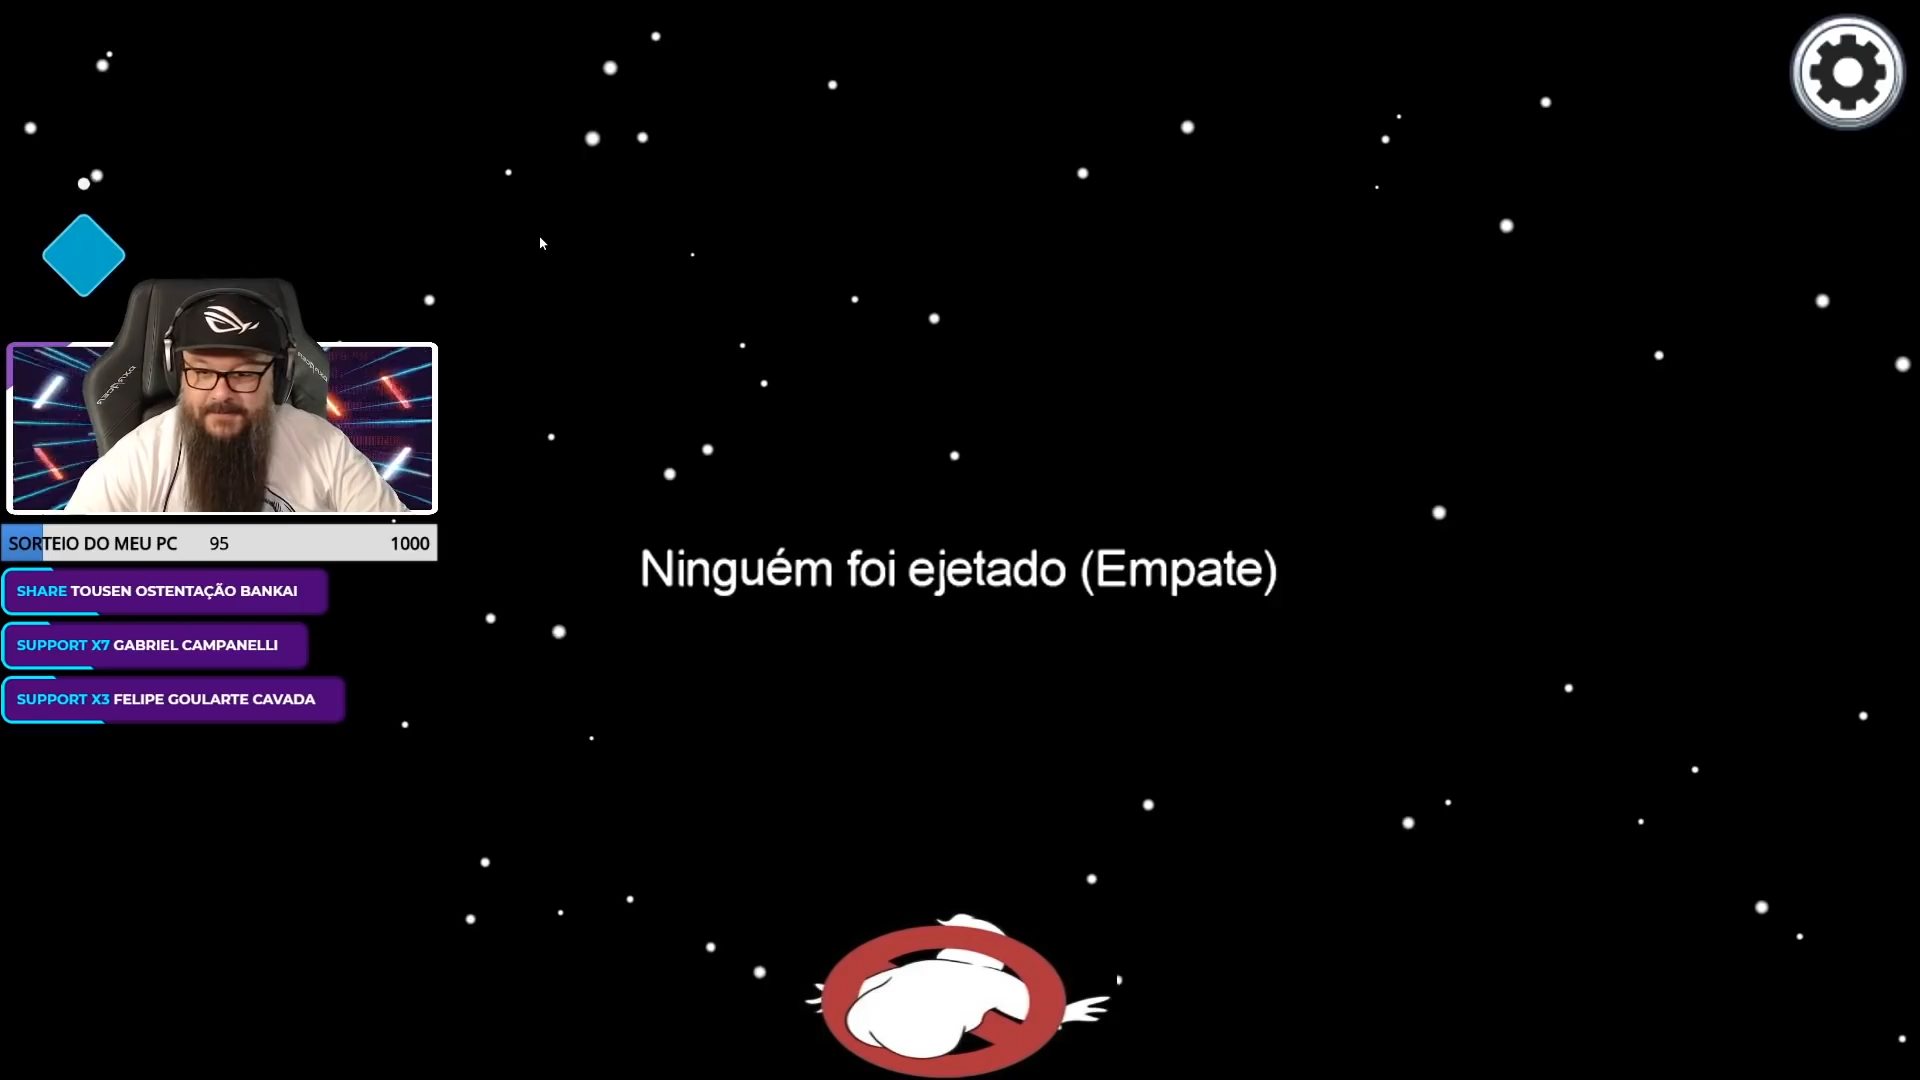 Ninguém foi ejetado (Empate)
SORTEIO DO MEU PC 95 1000
SHARE TOUSEN OSTENTAÇÃO BANKAI
SUPPORT X7 GABRIEL CAMPANELLI
SUPPORT X3 FELIPE GOULARTE CAVADA